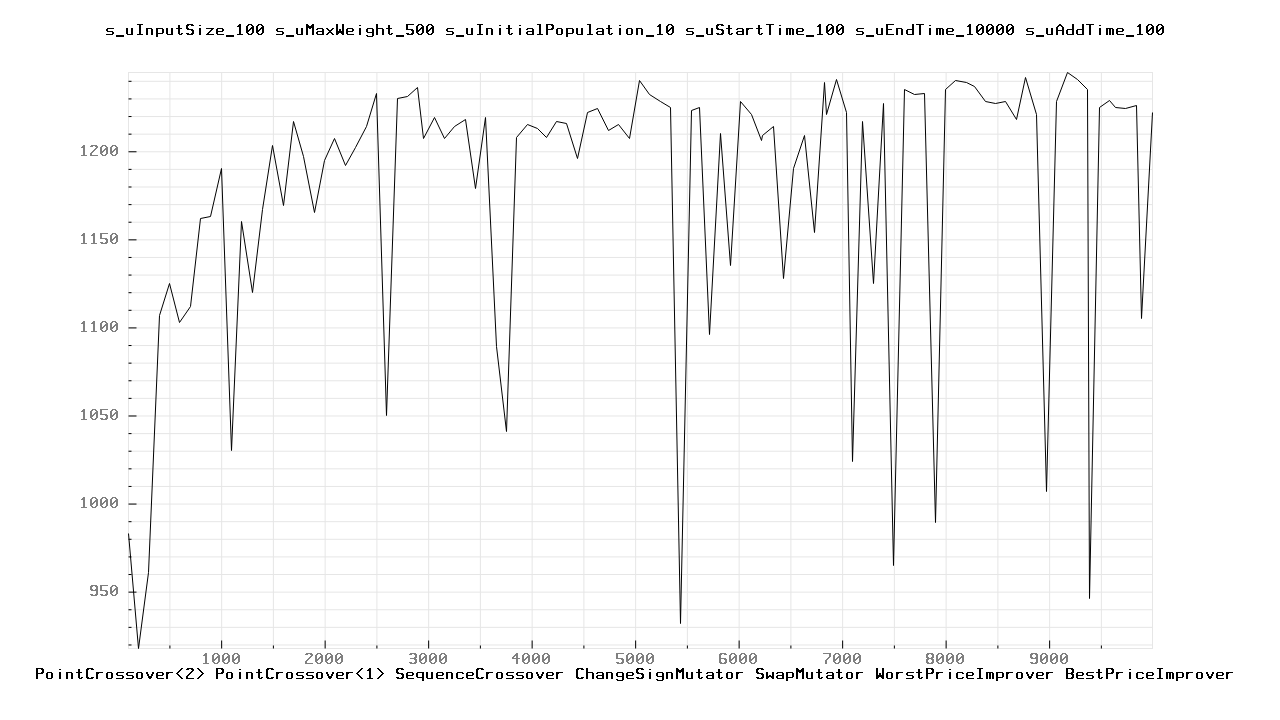 s_uInputSize_100 s_uMaxWeight_500 s_uInitialPopulation_10 s_uStartTime_100 s_uEndTime_10000 s_uAddTime_100
1200
1150
1100
1050
1000
950
1000 2000 3000 4000 5000 6000 7000 8000 9000
PointCrossover<2> PointCrossover<1> SequenceCrossover ChangeSignMutator SwapMutator WorstPriceImprover BestPriceImprover